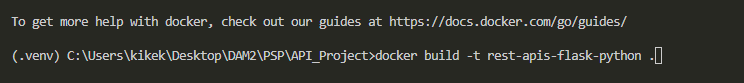 To get more help with docker, check out our guides at https://docs.docker.com/go/guides/
(.venv) C:\Users\kikek\Desktop\DAM2\PSP\API_Project>docker build -t rest-apis-flask-python .